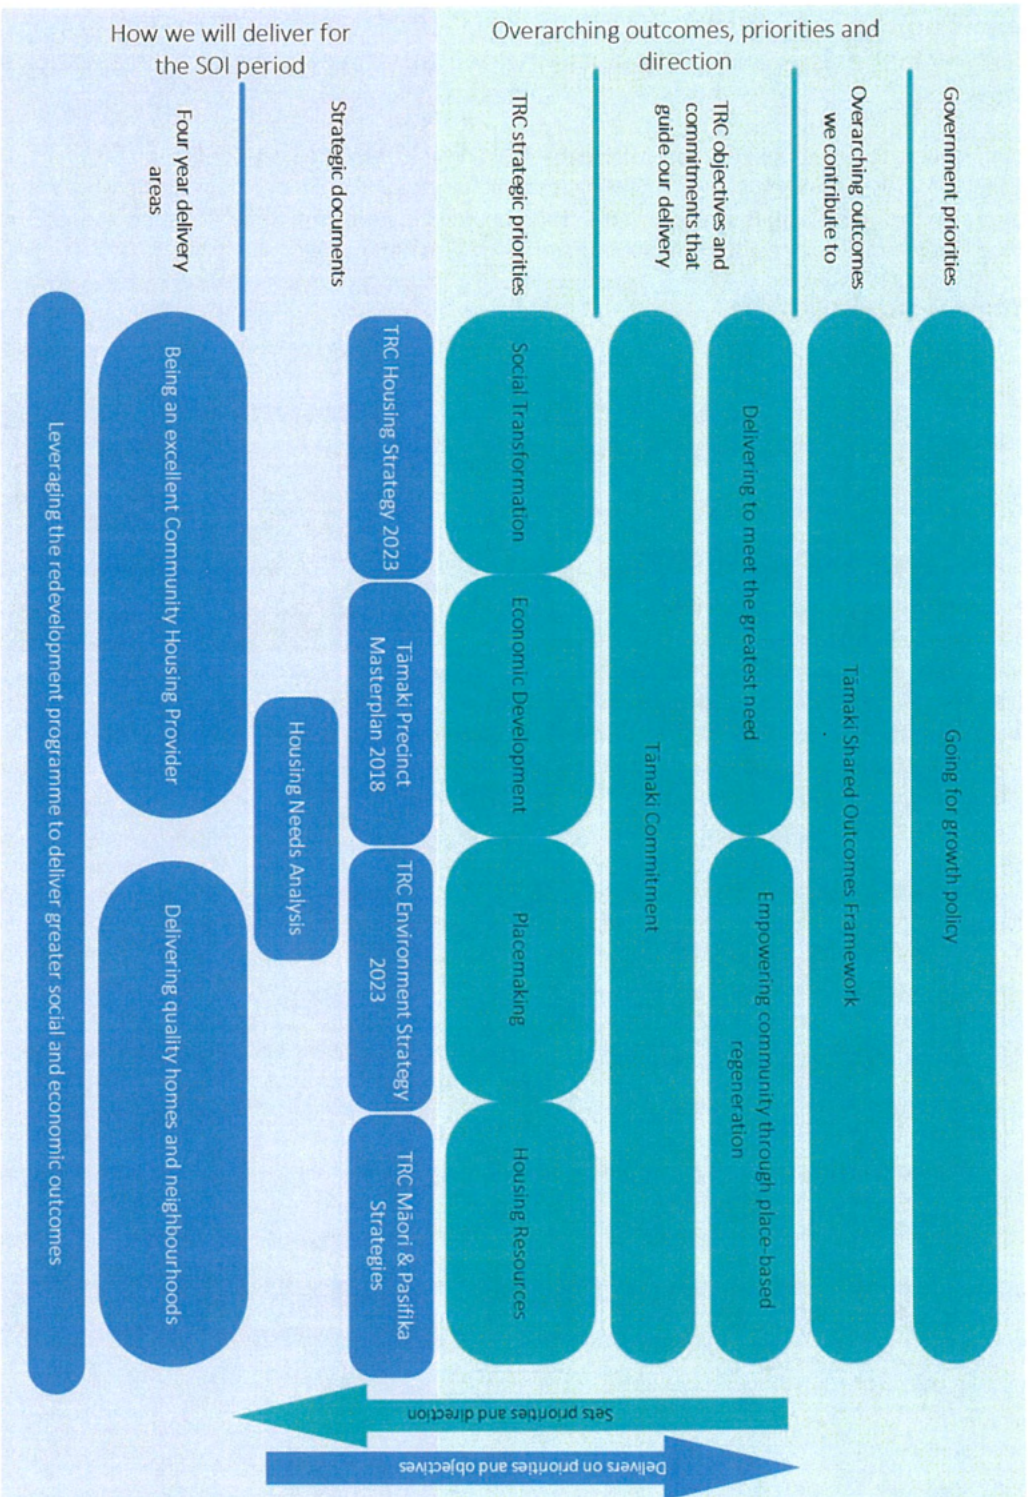 Overarching outcomes, priorities and
direction
Government priorities
Going for growth policy
Overarching outcomes
we contribute to
Tāmaki Shared Outcomes Framework
TRC objectives and
commitments that
guide our delivery
Delivering to meet the greatest need
Empowering community through place-based
regeneration
Tāmaki Commitment
TRC strategic priorities
Social Transformation
Economic Development
Placemaking
Housing Resources
How we will deliver for
the SOI period
Strategic documents
TRC Housing Strategy 2023
Tāmaki Precinct
Masterplan 2018
TRC Environment Strategy
2023
TRC Māori & Pasifika
Strategies
Housing Needs Analysis
Four year delivery
areas
Being an excellent Community Housing Provider
Delivering quality homes and neighbourhoods
Leveraging the redevelopment programme to deliver greater social and economic outcomes
Sets priorities and direction
Delivers on priorities and objectives